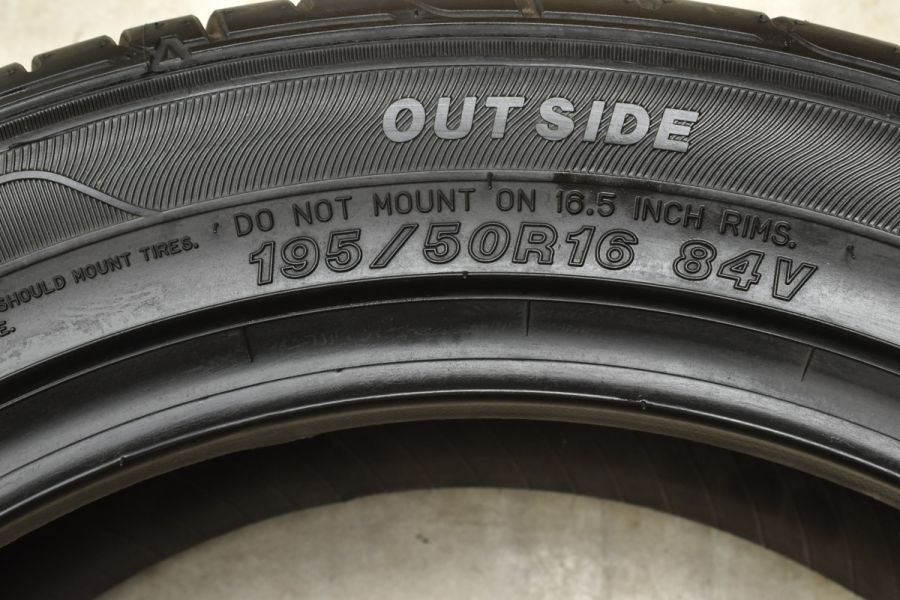 OUTSIDE
DO NOT MOUNT ON 16.5 INCH RIMS.
SHOULD MOUNT TIRES.
195/50R16 84V